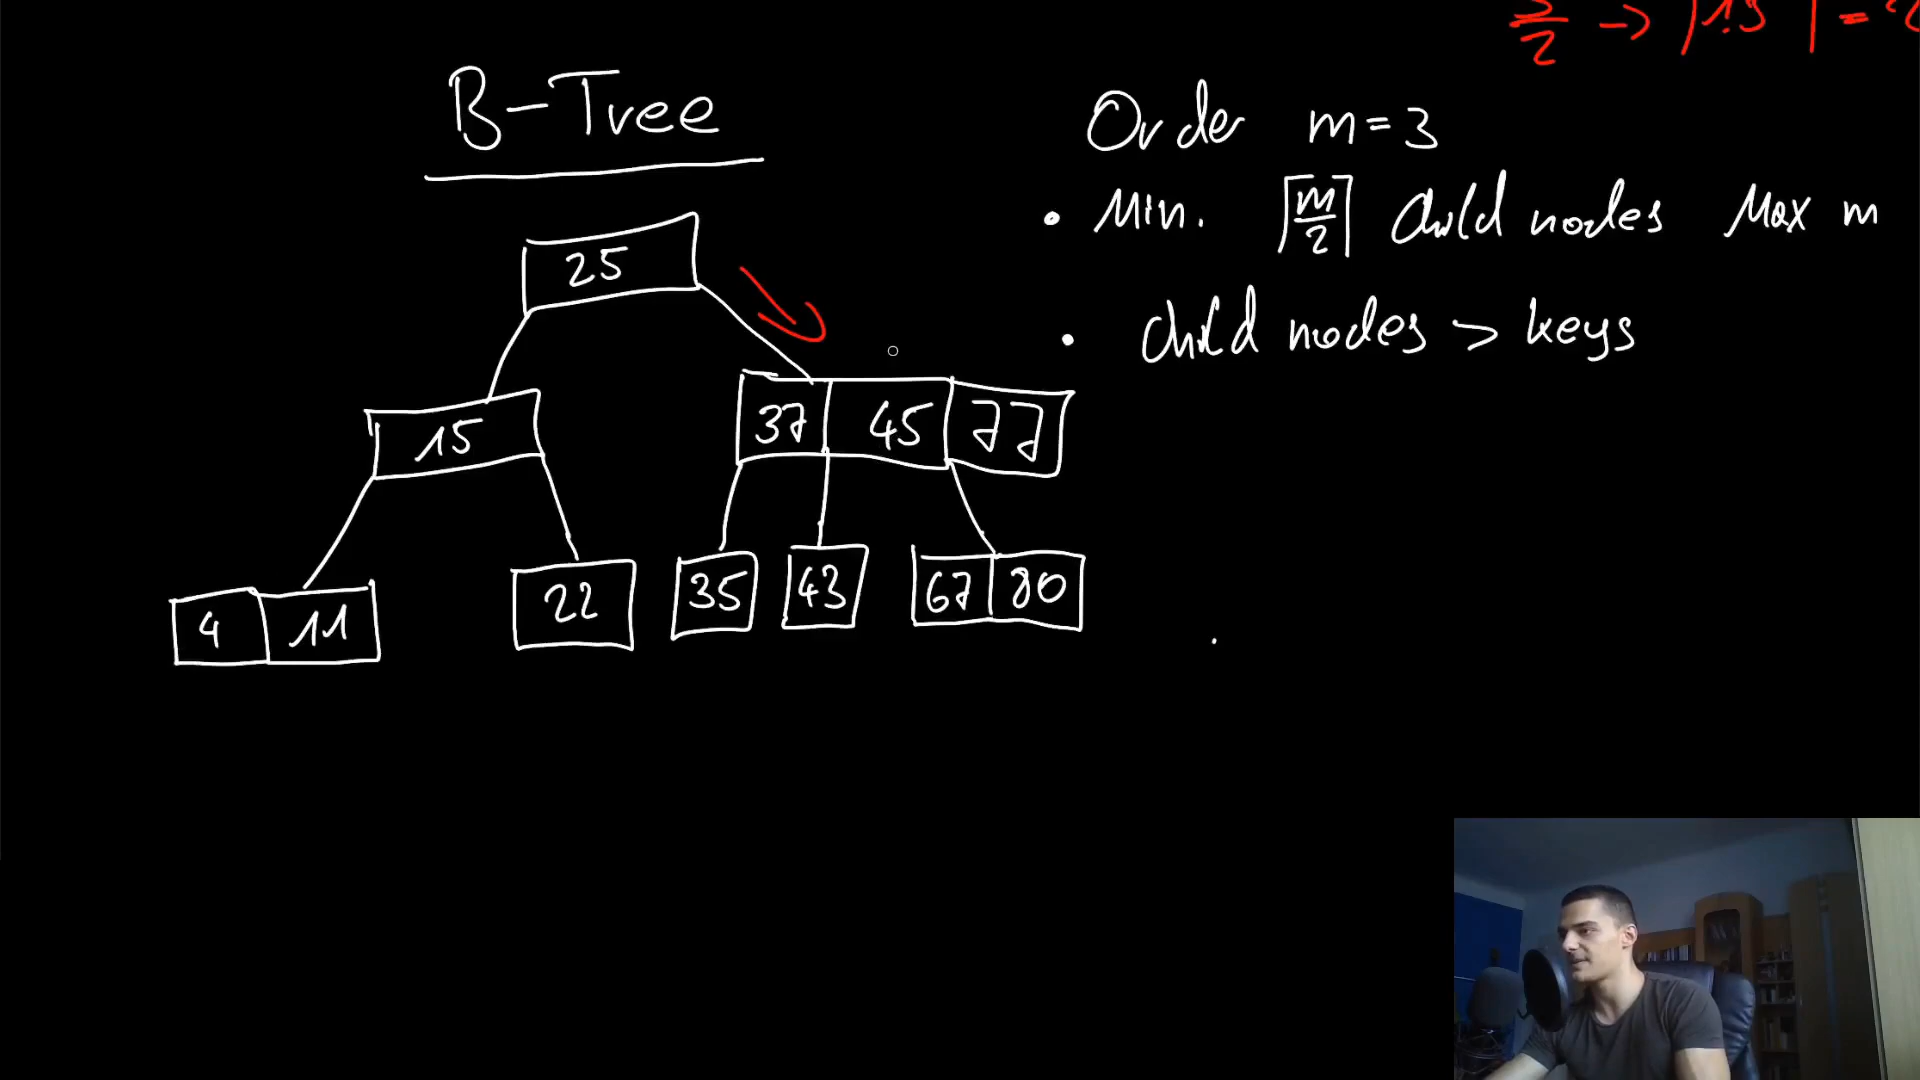 B-Tree
Order m=3
• Min. ⌈m/2⌉ Child nodes Max m
• Child nodes > keys
25
15
37 45 77
4 11
22
35
43
67 80